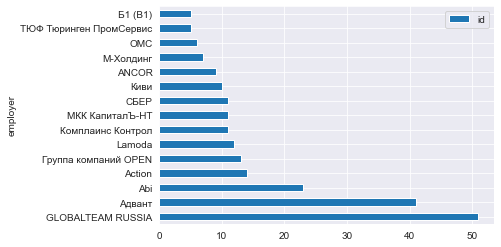 id
Б1 (B1)
ТЮФ Тюринген ПромСервис
ОМС
М-Холдинг
ANCOR
Киви
СБЕР
МКК КапиталЪ-НТ
Комплаинс Контрол
Lamoda
Группа компаний OPEN
Action
Abi
Адвант
GLOBALTEAM RUSSIA
employer
0 10 20 30 40 50